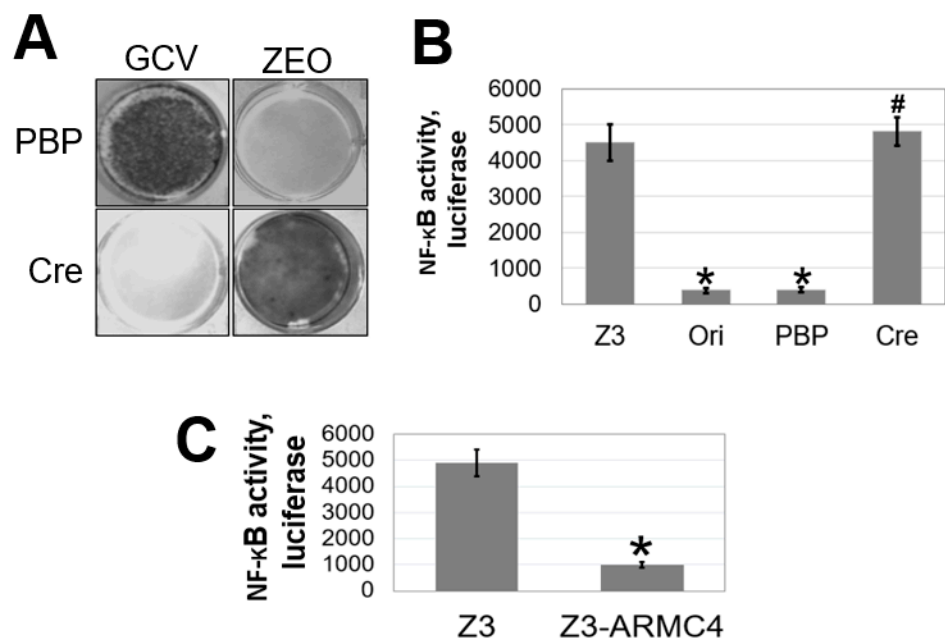 A
GCV ZEO
PBP
Cre
B
NF-κB activity,
luciferase
6000
5000
4000
3000
2000
1000
0
#
* *
Z3 Ori PBP Cre
C
NF-κB activity,
luciferase
6000
5000
4000
3000
2000
1000
0
*
Z3 Z3-ARMC4